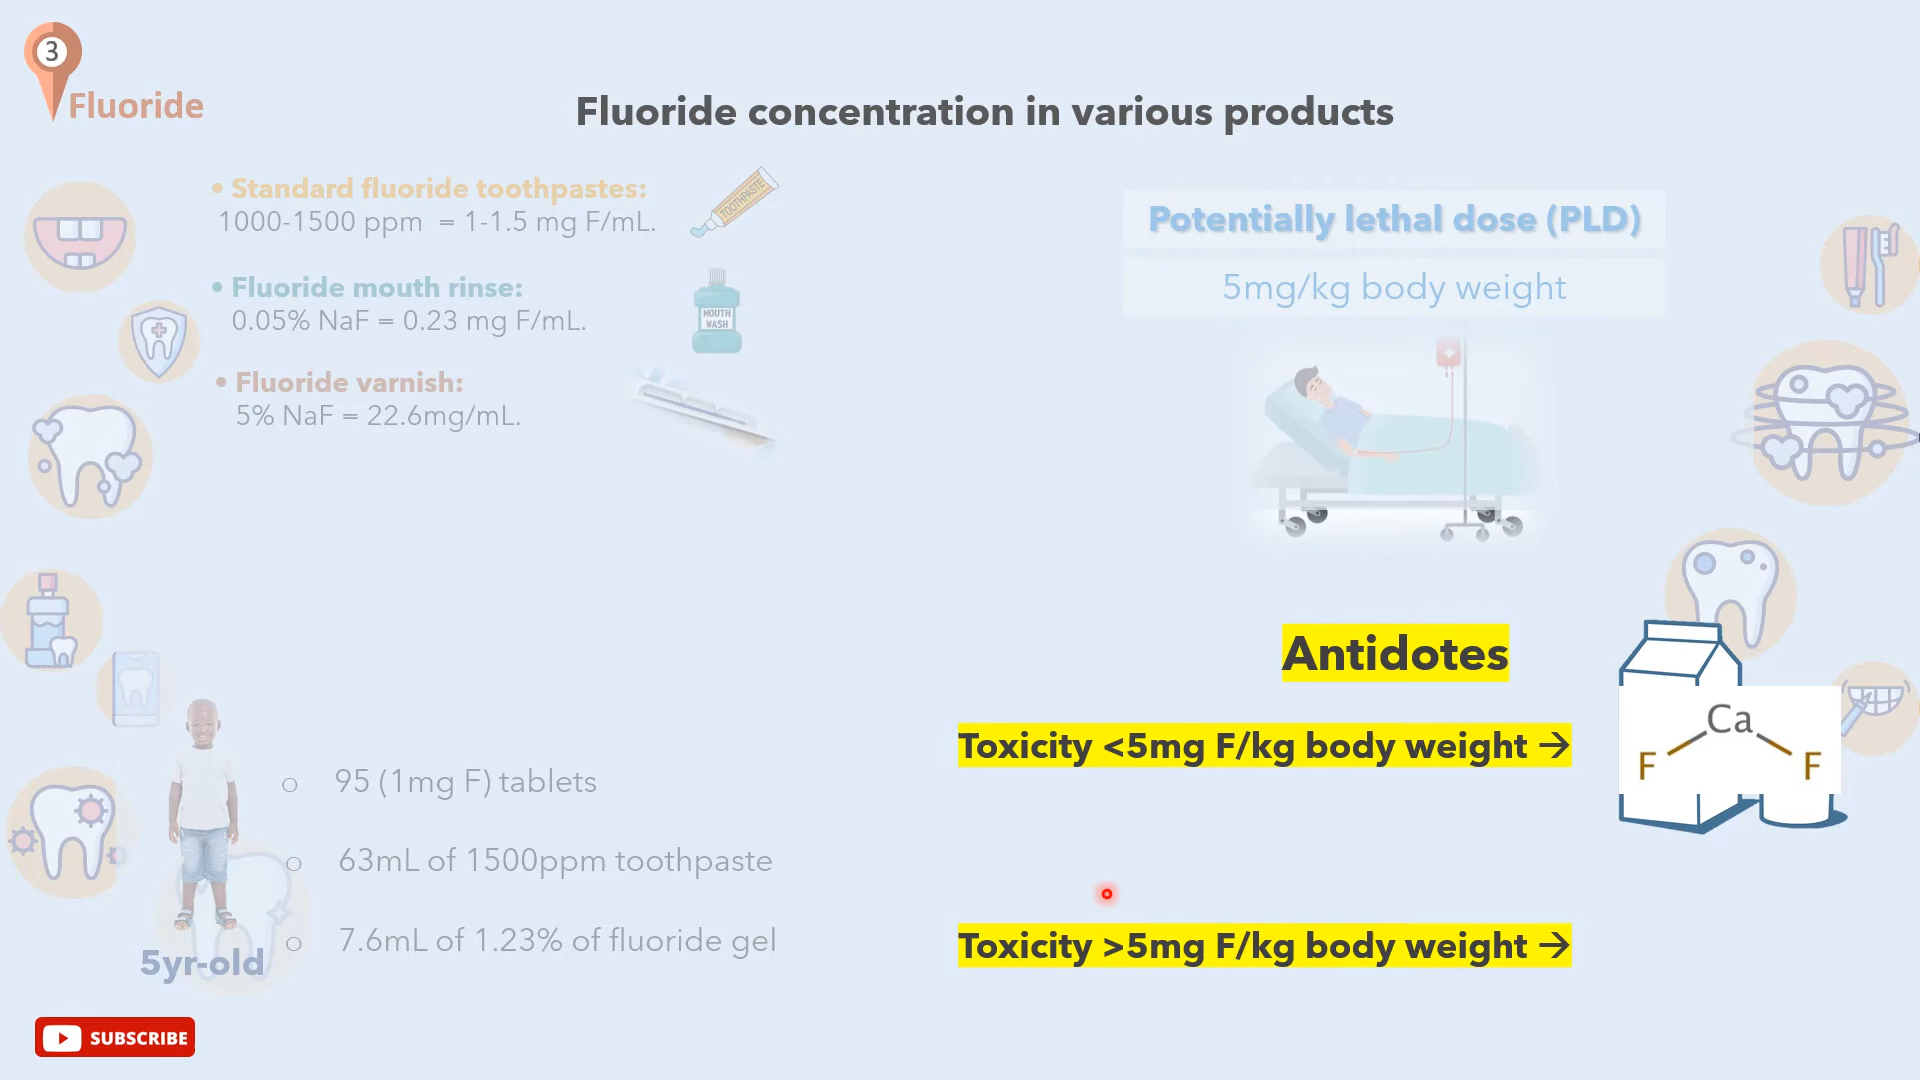 3
Fluoride
Fluoride concentration in various products
• Standard fluoride toothpastes:
1000-1500 ppm = 1-1.5 mg F/mL.
TOOTHPASTE
• Fluoride mouth rinse:
0.05% NaF = 0.23 mg F/mL.
MOUTH
WASH
• Fluoride varnish:
5% NaF = 22.6mg/mL.
Potentially lethal dose (PLD)
5mg/kg body weight
Antidotes
Toxicity <5mg F/kg body weight →
Ca
F F
o 95 (1mg F) tablets
o 63mL of 1500ppm toothpaste
o 7.6mL of 1.23% of fluoride gel
5yr-old
Toxicity >5mg F/kg body weight →
SUBSCRIBE